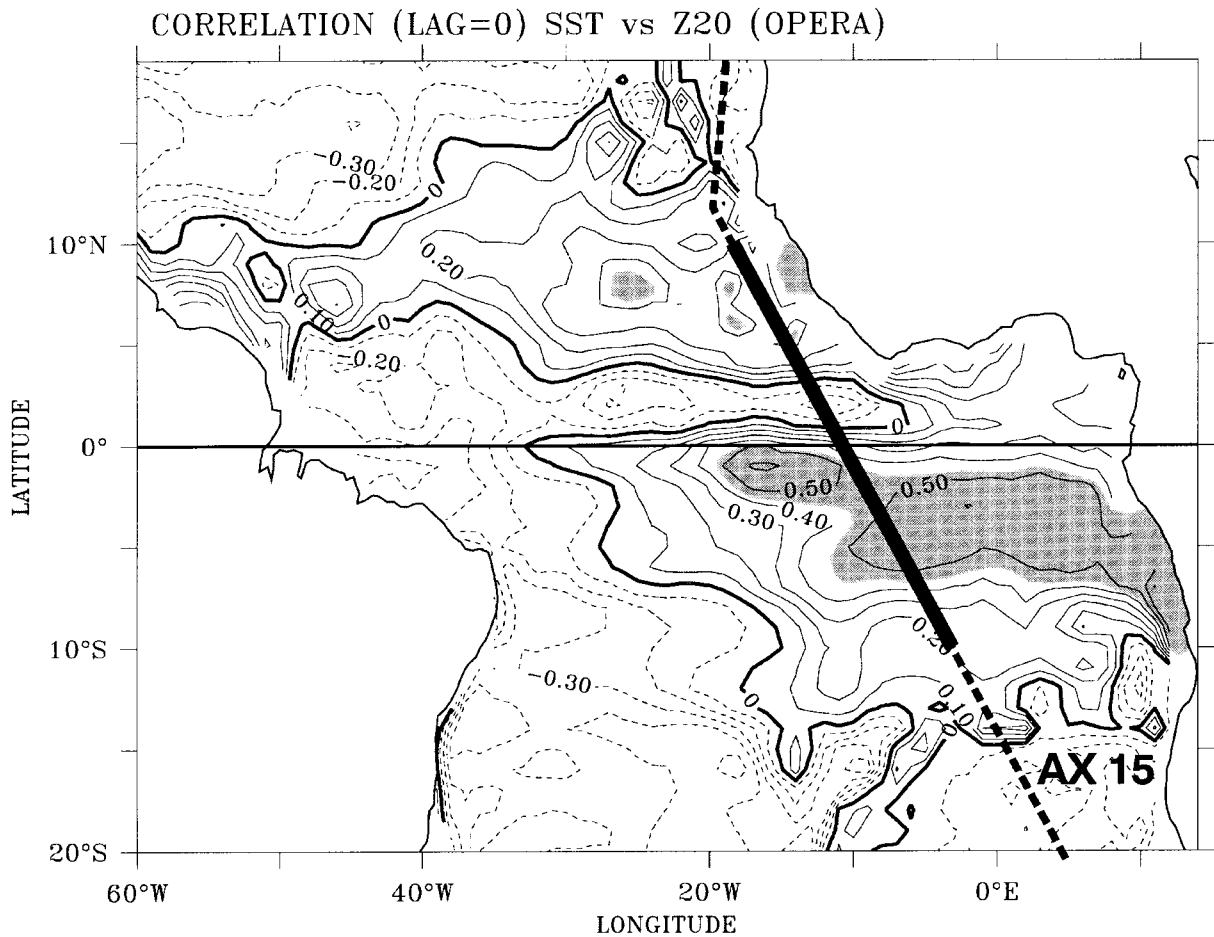 CORRELATION (LAG=0) SST vs Z20 (OPERA)
-0.30
-0.20
0
10°N
0.20
0.10
0
-0.20
0
LATITUDE
0°
0.50
0.50
0.40
0.30
0.20
10°S
-0.30
0
0.10
0
AX 15
20°S
60°W
40°W
20°W
0°E
LONGITUDE